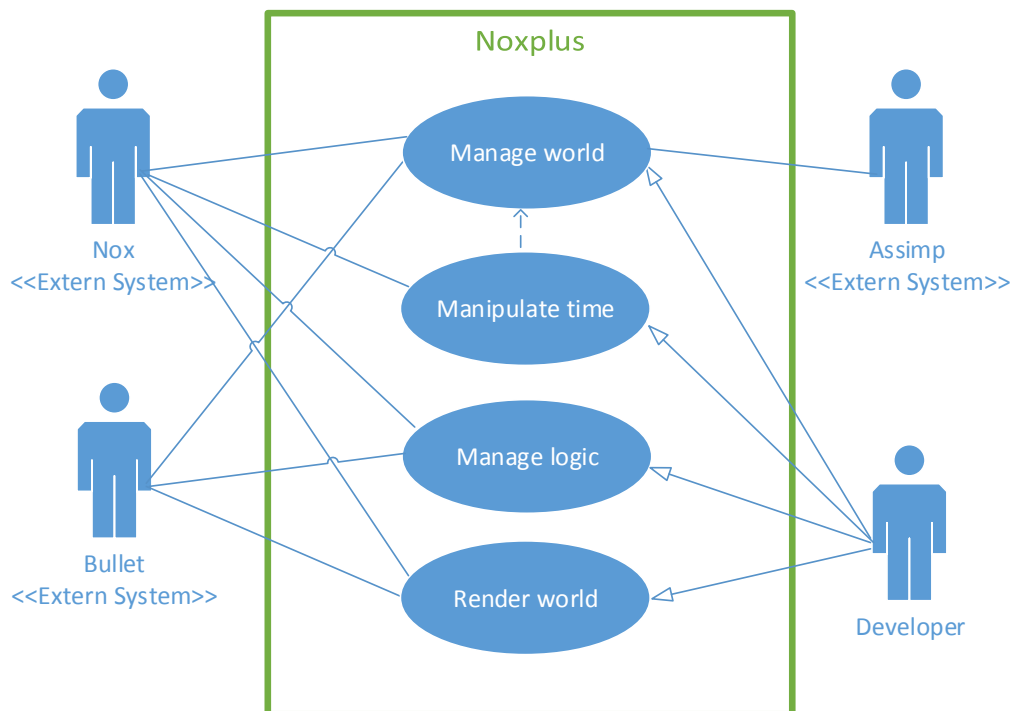 Noxplus
Manage world
Nox
<<Extern System>>
Assimp
<<Extern System>>
Manipulate time
Manage logic
Bullet
<<Extern System>>
Render world
Developer